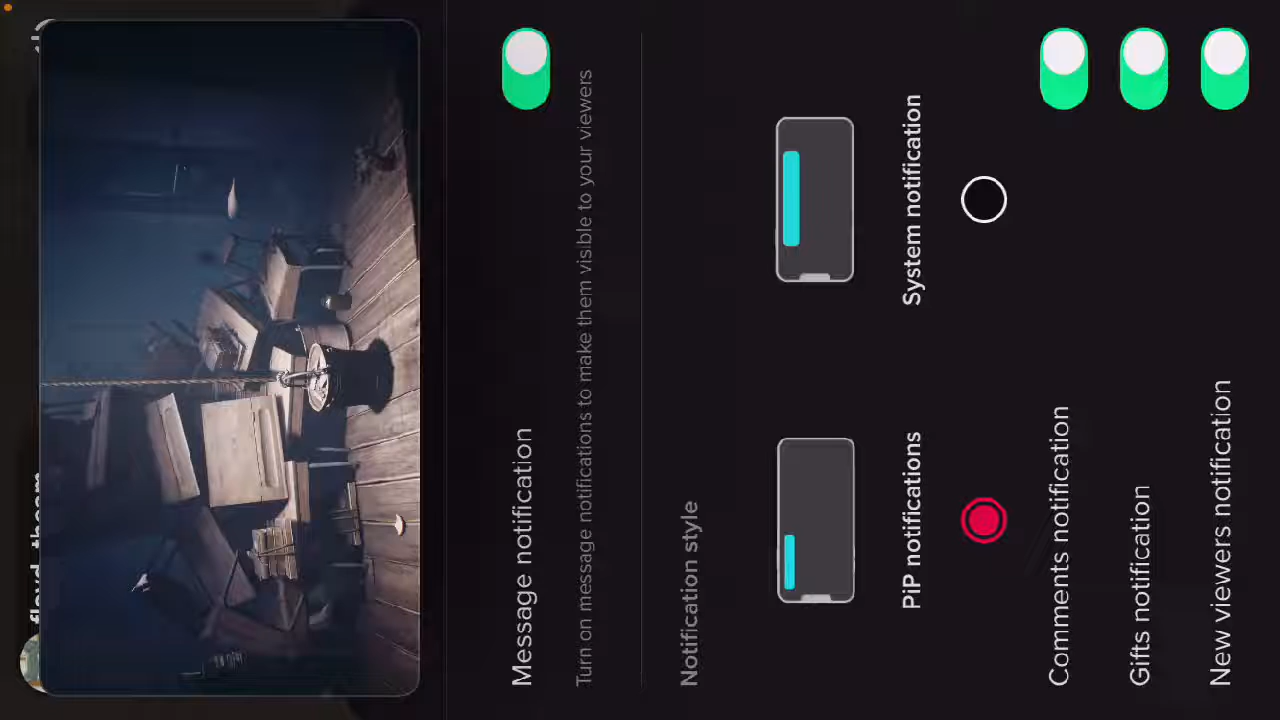 Message notification
Turn on message notifications to make them visible to your viewers
Notification style
PiP notifications
System notification
Comments notification
Gifts notification
New viewers notification